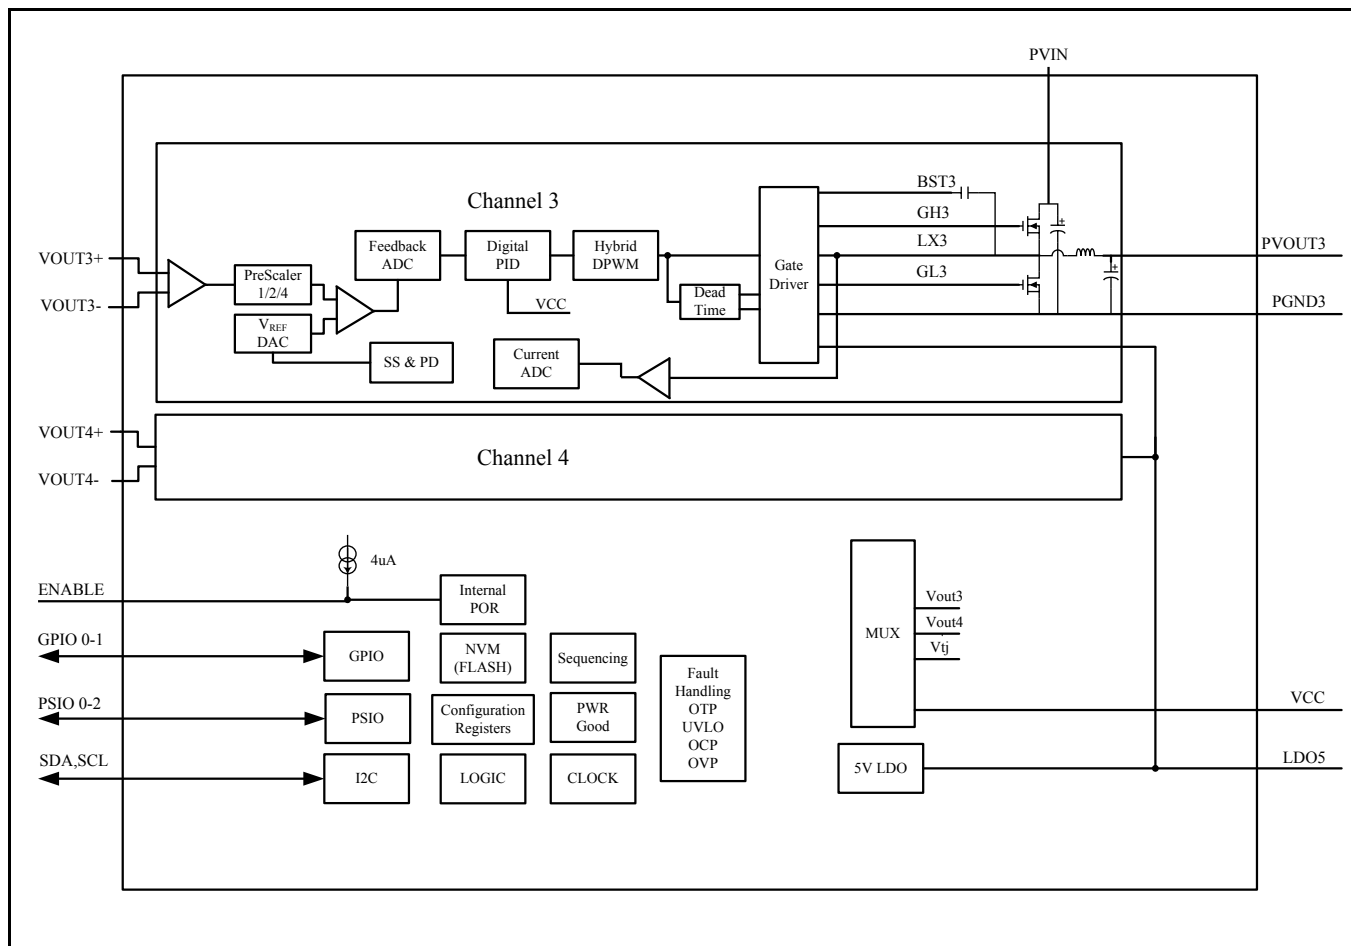 PVIN
Channel 3
BST3
GH3
LX3
GL3
VOUT3+
VOUT3-
PreScaler
1/2/4
VREF
DAC
SS & PD
Feedback
ADC
Digital
PID
VCC
Hybrid
DPWM
Dead
Time
Gate
Driver
Current
ADC
PVOUT3
PGND3
VOUT4+
VOUT4-
Channel 4
4uA
ENABLE
Internal
POR
GPIO 0-1
GPIO
NVM
(FLASH)
Sequencing
PSIO 0-2
PSIO
Configuration
Registers
PWR
Good
SDA,SCL
I2C
LOGIC
CLOCK
Fault
Handling
OTP
UVLO
OCP
OVP
MUX
Vout3
Vout4
Vtj
VCC
5V LDO
LDO5